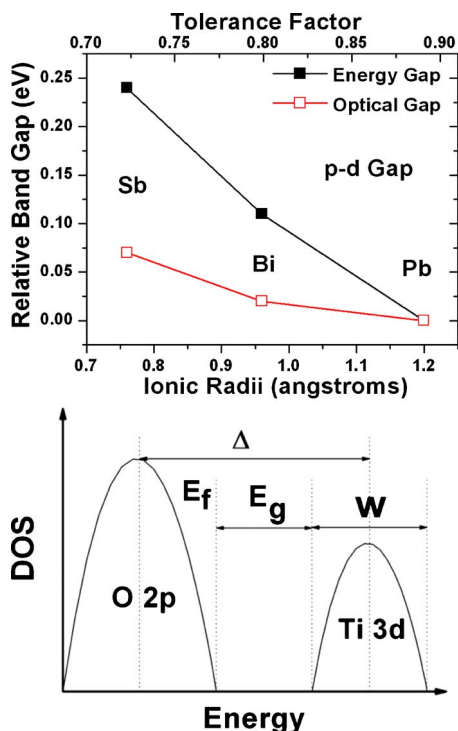 Tolerance Factor
0.70 0.75 0.80 0.85 0.90
Relative Band Gap (eV)
0.25
0.20
0.15
0.10
0.05
0.00
Energy Gap
Optical Gap
p-d Gap
Sb
Bi
Pb
0.7 0.8 0.9 1.0 1.1 1.2
Ionic Radii (angstroms)
DOS
Δ
E_f E_g W
O 2p
Ti 3d
Energy